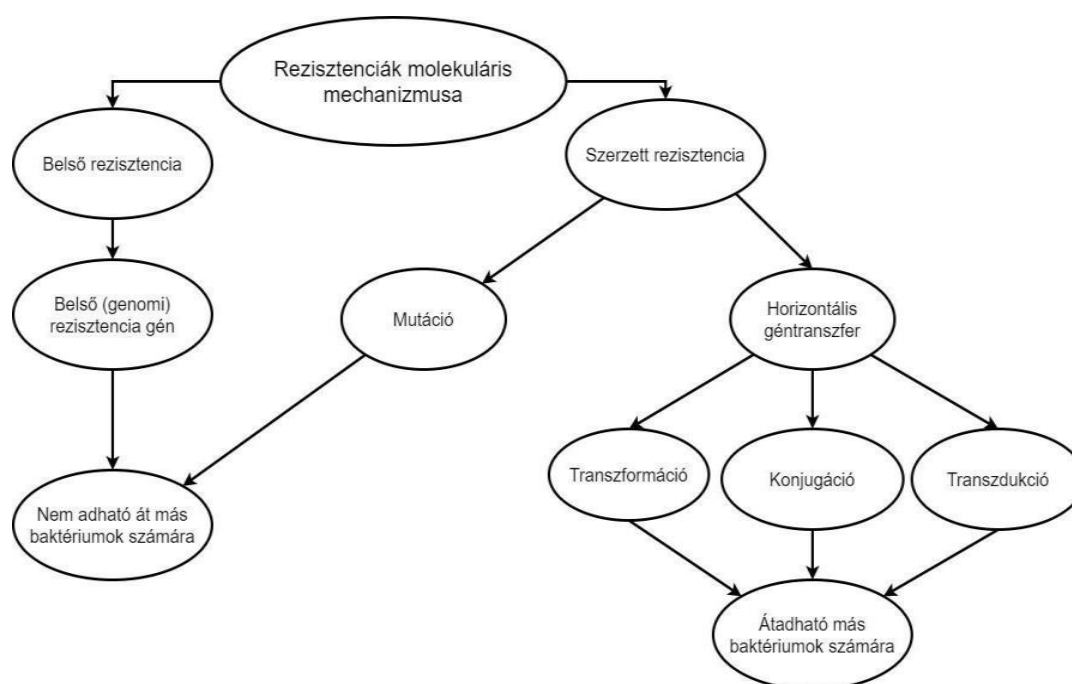 Rezisztenciák molekuláris
mechanizmusa
Belső rezisztencia
Szerzett rezisztencia
Belső (genomi)
rezisztencia gén
Mutáció
Horizontális
géntranszfer
Transzformáció
Konjugáció
Transzdukció
Nem adható át más
baktériumok számára
Átadható más
baktériumok számára